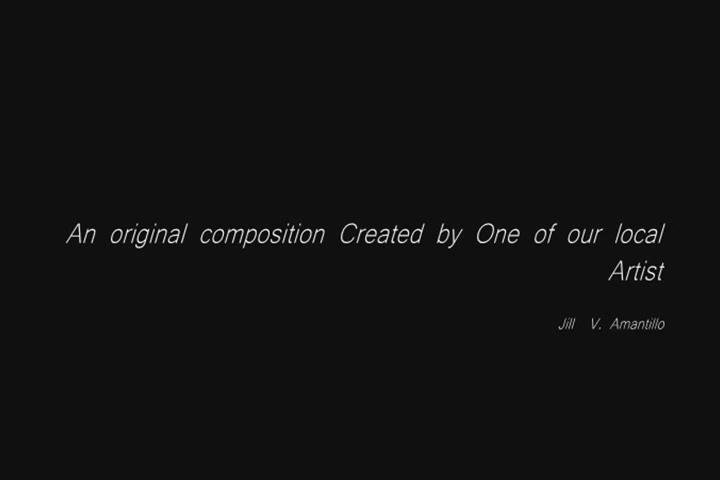 An original composition Created by One of our local
Artist
Jill V. Amantillo